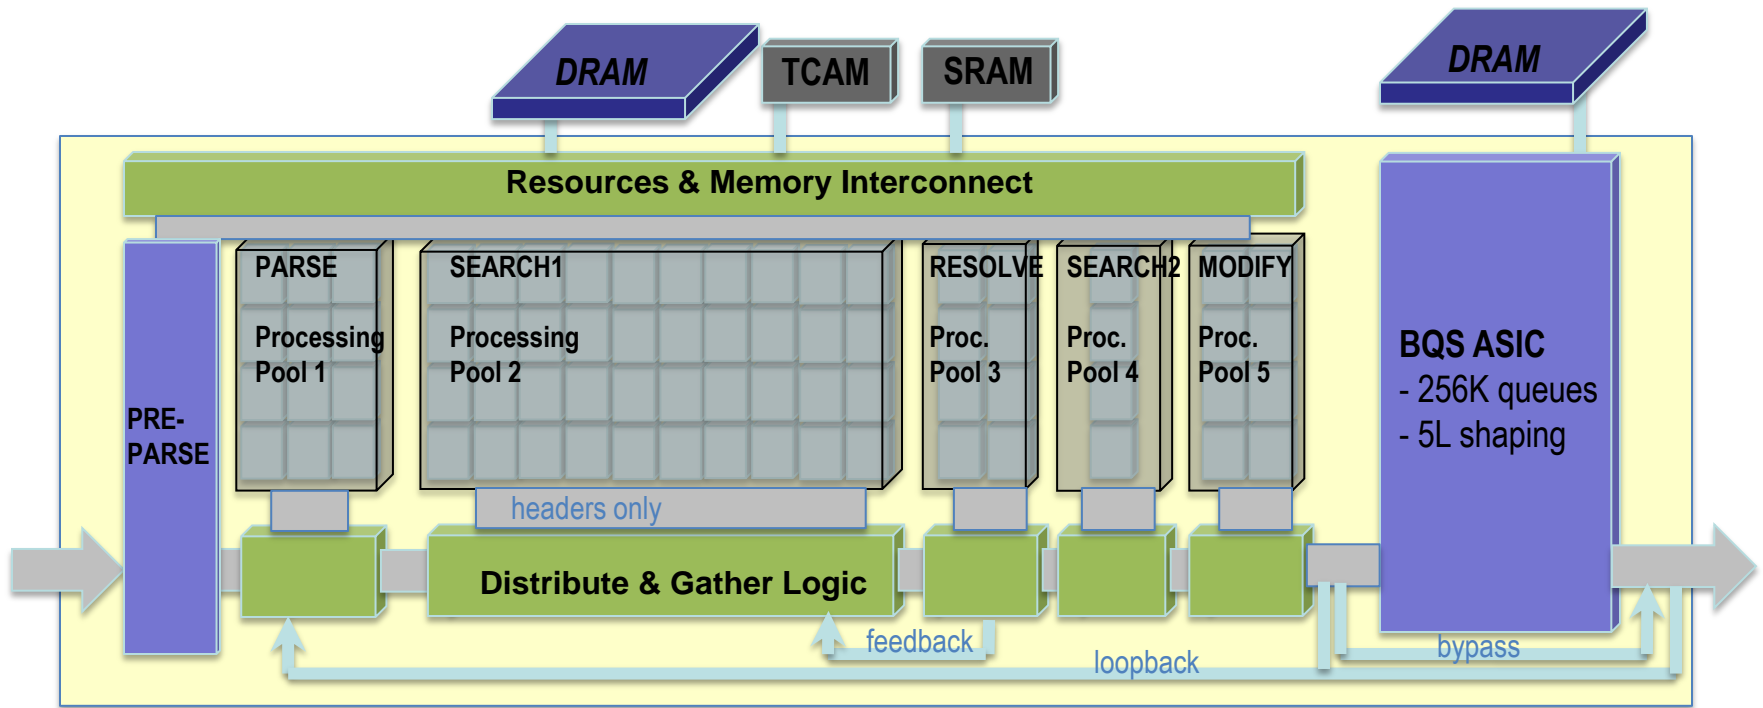 DRAM
TCAM
SRAM
DRAM
Resources & Memory Interconnect
PRE-
PARSE
PARSE
Processing
Pool 1
SEARCH1
Processing
Pool 2
RESOLVE
Proc.
Pool 3
SEARCH2
Proc.
Pool 4
MODIFY
Proc.
Pool 5
BQS ASIC
- 256K queues
- 5L shaping
headers only
Distribute & Gather Logic
feedback
loopback
bypass